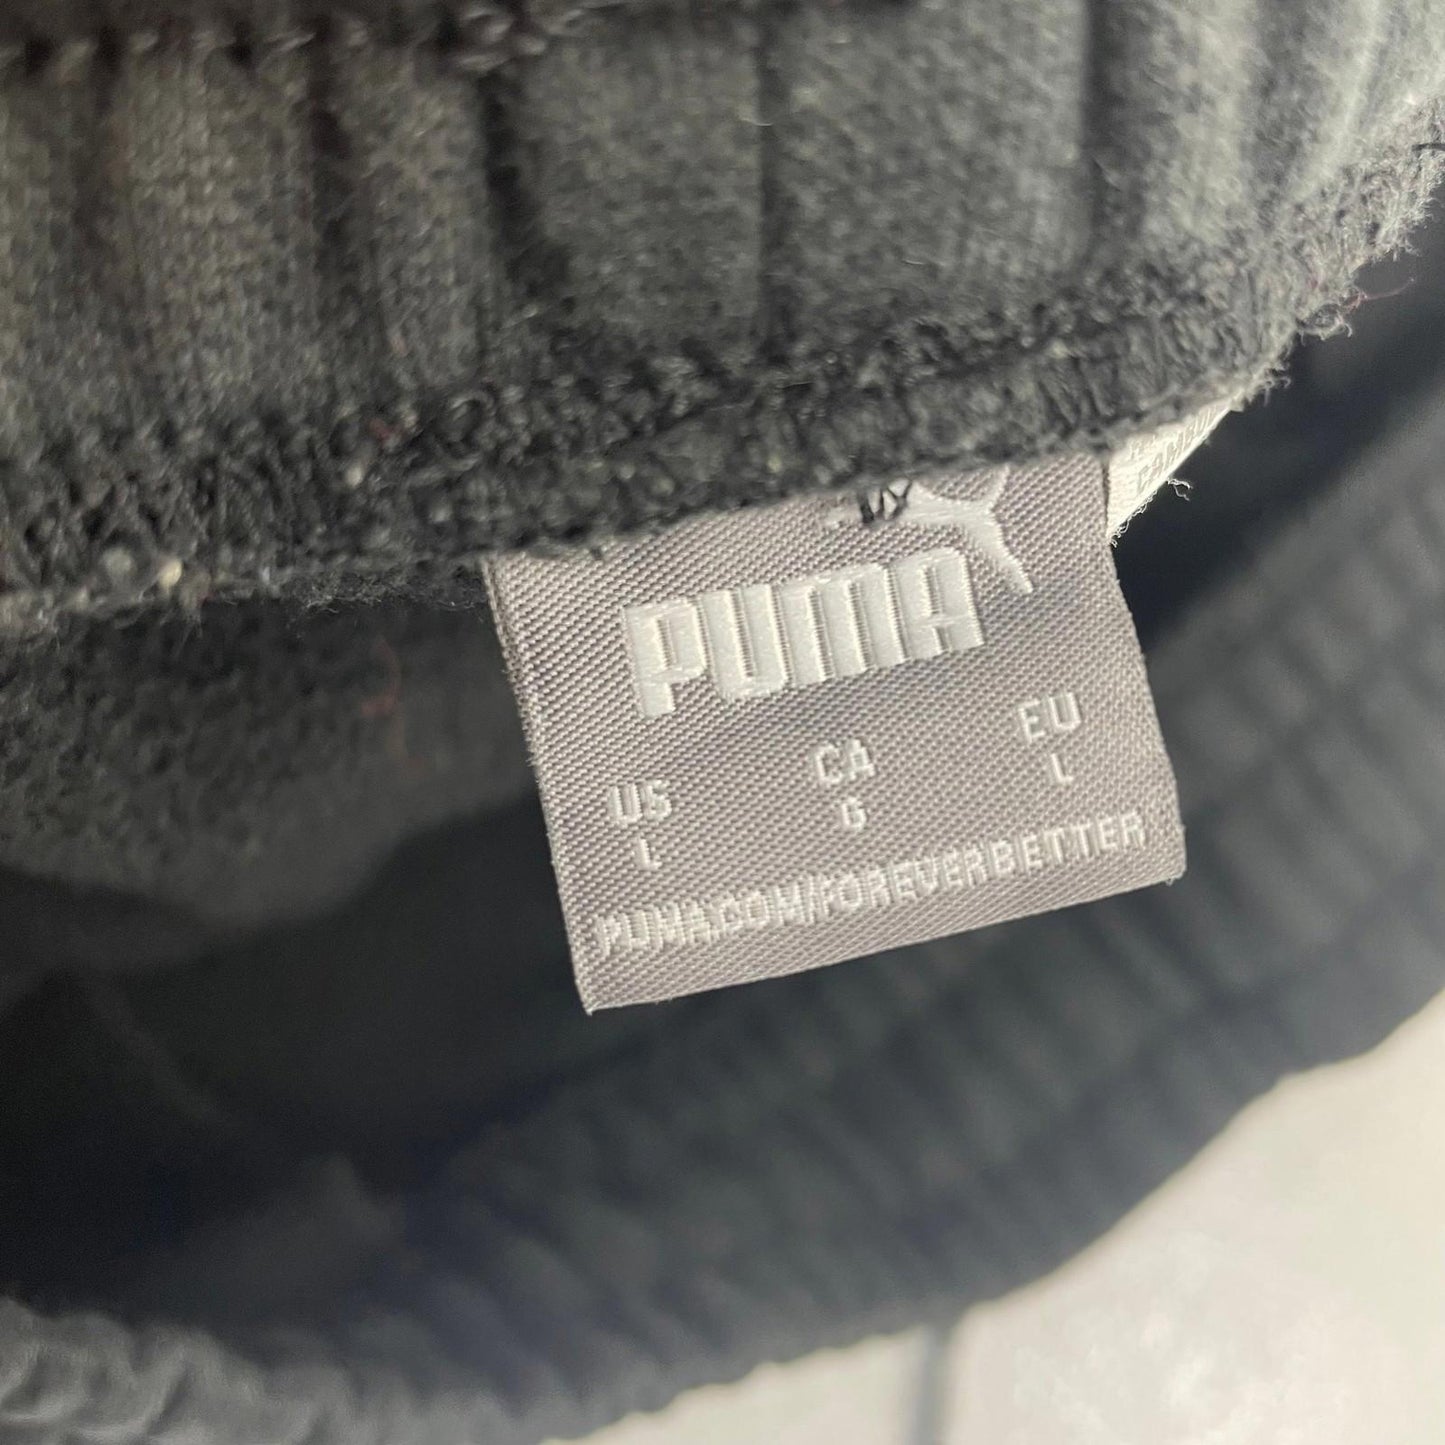 PUMA
US CA EU
L G L
PUMA.COM/FOREVERBETTER